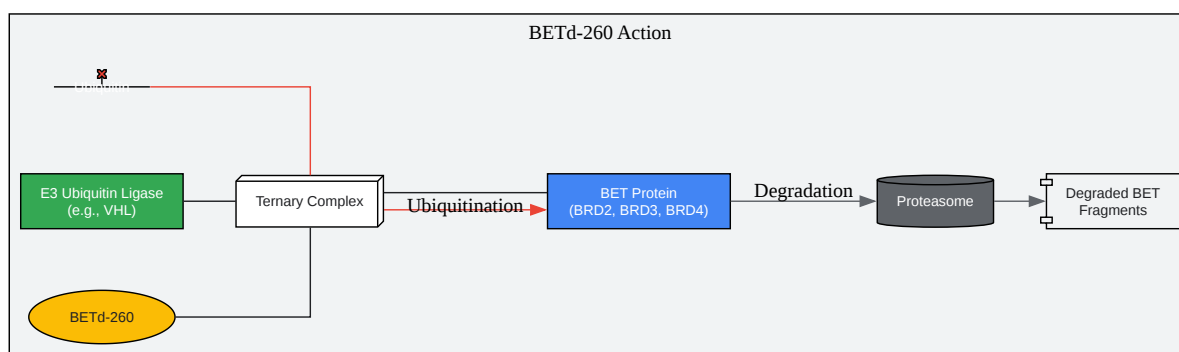 BETd-260 Action
E3 Ubiquitin Ligase
(e.g., VHL)
Ternary Complex
Ubiquitination
BET Protein
(BRD2, BRD3, BRD4)
Degradation
Proteasome
Degraded BET
Fragments
BETd-260